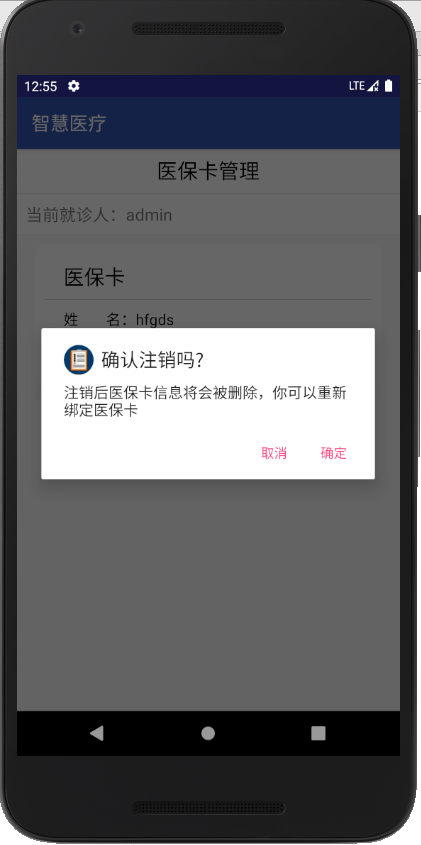 12:55 LTE
智慧医疗
医保卡管理
当前就诊人：admin
医保卡
姓 名：hfgds
确认注销吗?
注销后医保卡信息将会被删除，你可以重新
绑定医保卡
取消 确定